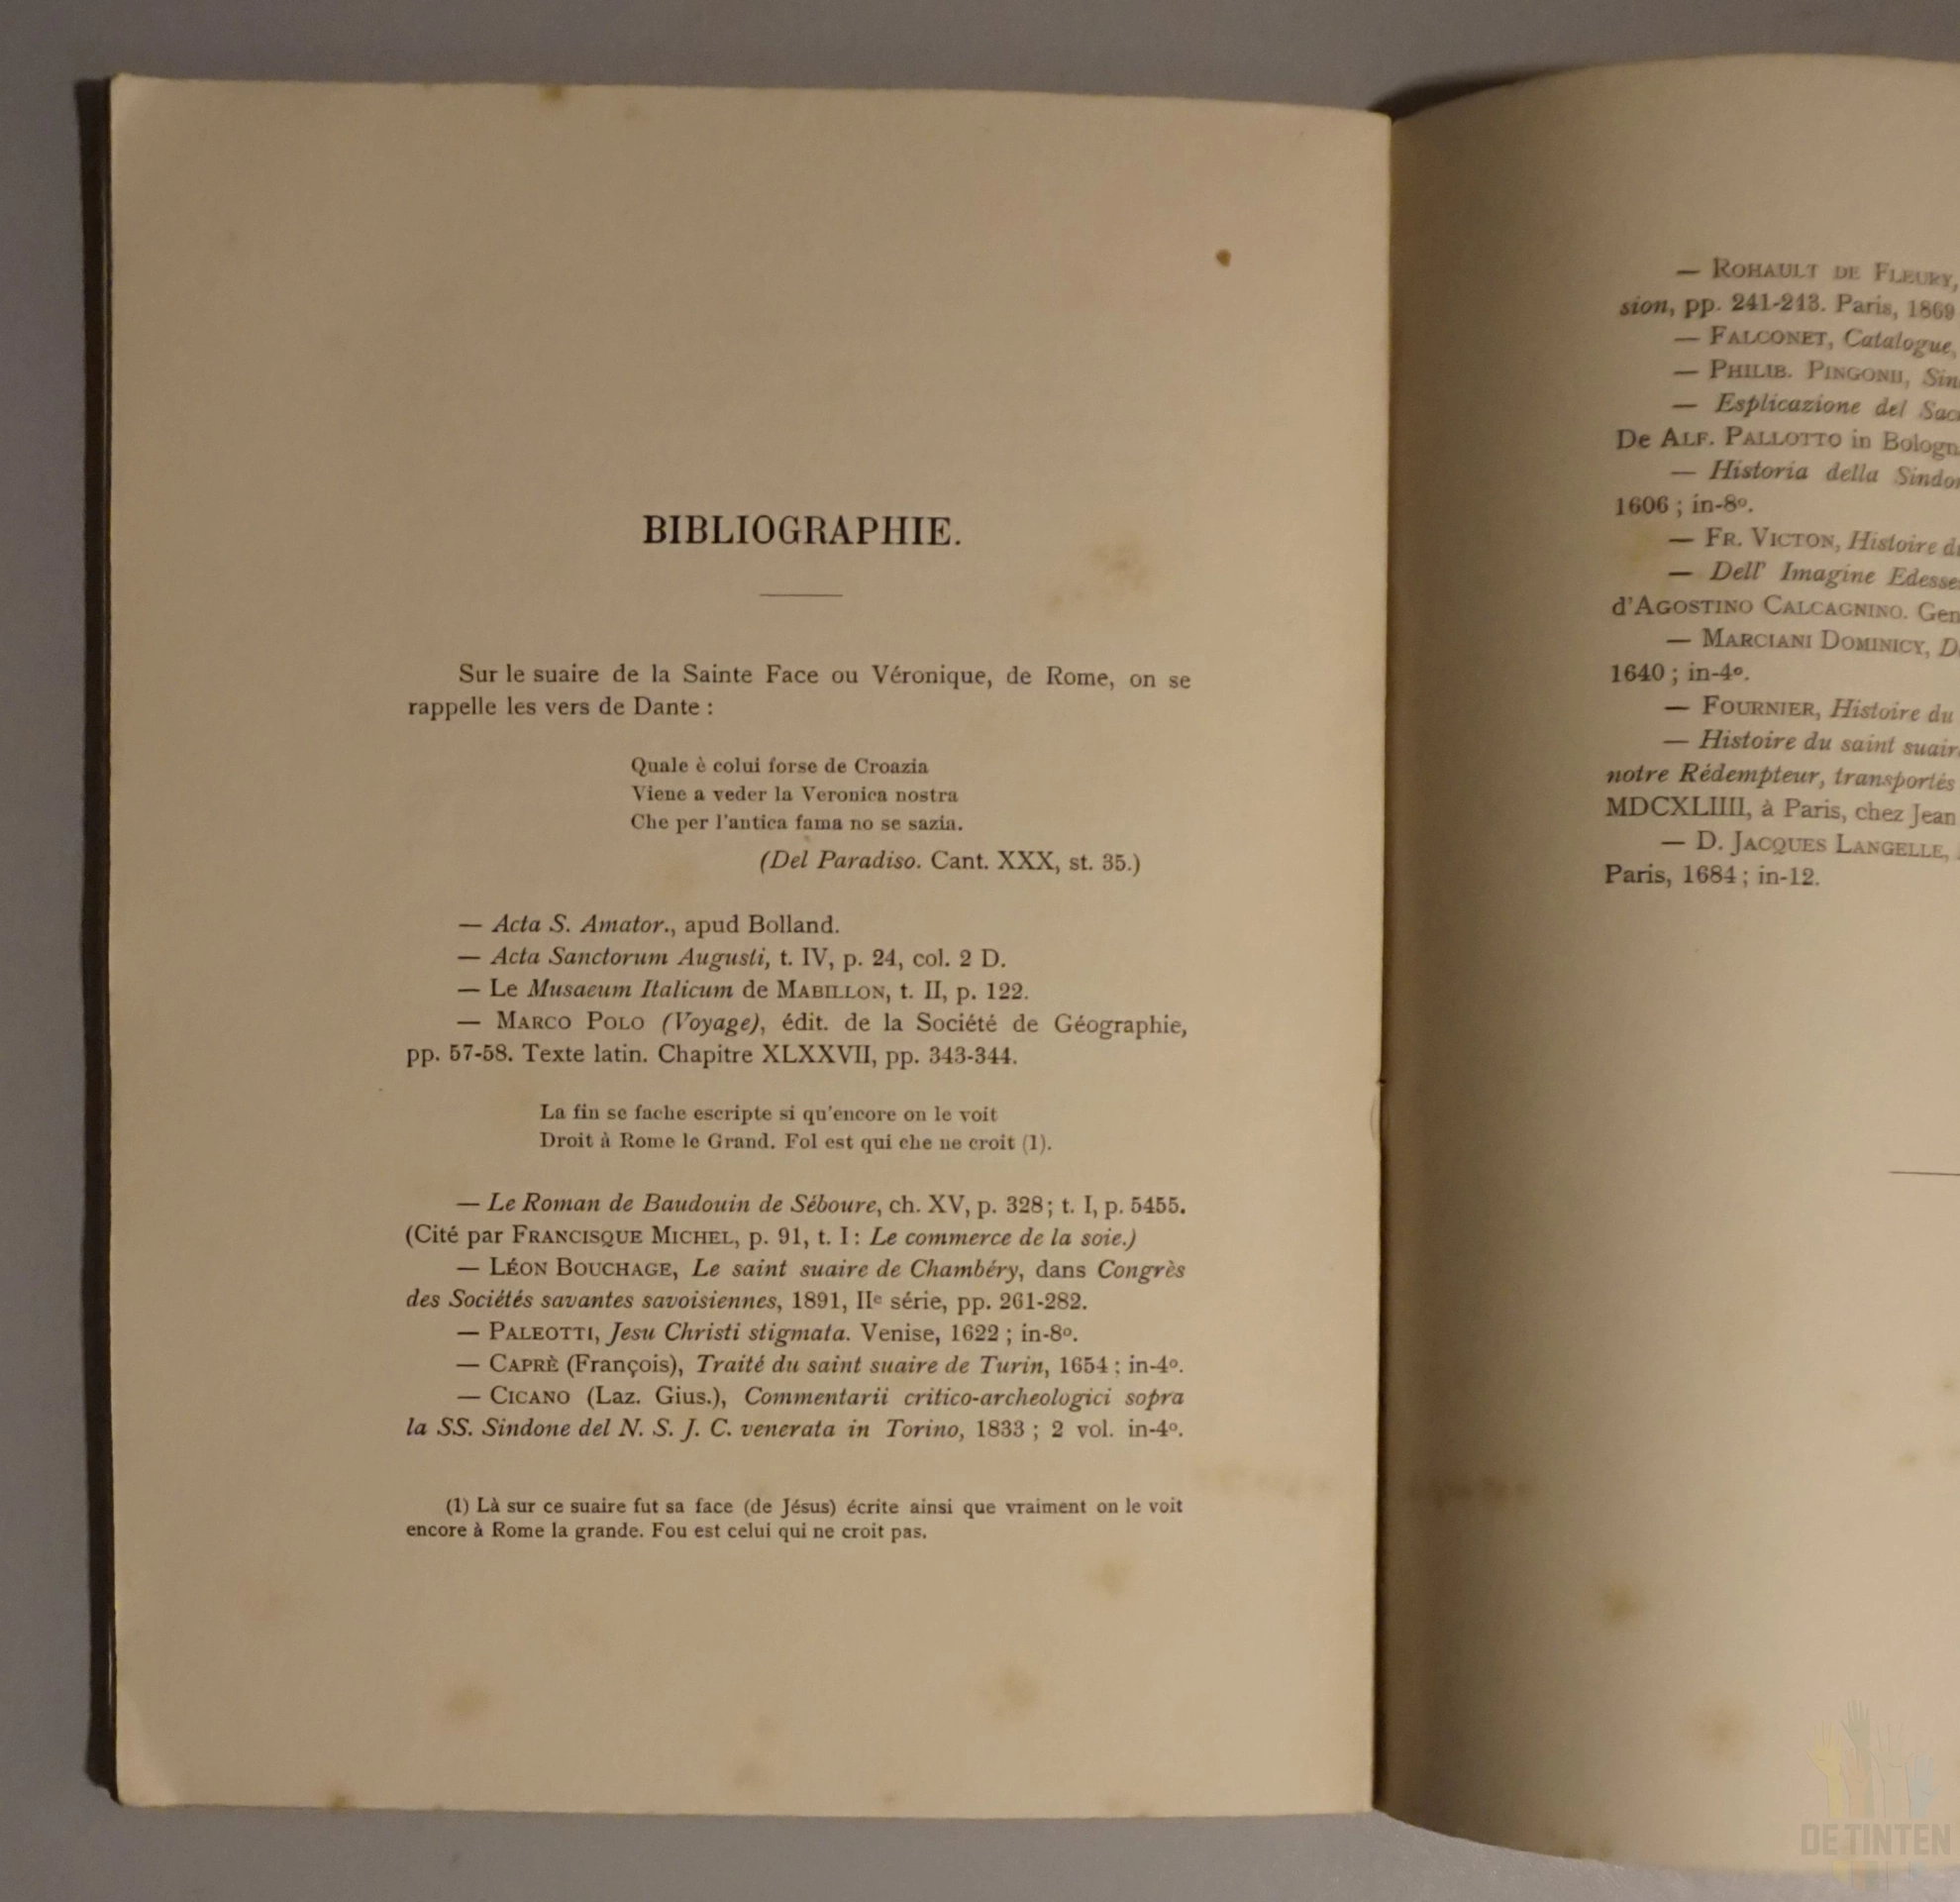 BIBLIOGRAPHIE.
Sur le suaire de la Sainte Face ou Véronique, de Rome, on se
rappelle les vers de Dante :
Quale è colui forse de Croazia
Viene a veder la Veronica nostra
Che per l'antica fama no se sazia.
(Del Paradiso. Cant. XXX, st. 35.)
— Acta S. Amator., apud Bolland.
— Acta Sanctorum Augusti, t. IV, p. 24, col. 2 D.
— Le Musaeum Italicum de MABILLON, t. II, p. 122.
— MARCO POLO (Voyage), édit. de la Société de Géographie,
pp. 57-58. Texte latin. Chapitre XLXXVII, pp. 343-344.
La fin se fache escripte si qu'encore on le voit
Droit à Rome le Grand. Fol est qui che ne croit (1).
— Le Roman de Baudouin de Séboure, ch. XV, p. 328; t. I, p. 5455.
(Cité par FRANCISQUE MICHEL, p. 91, t. I: Le commerce de la soie.)
— LÉON BOUCHAGE, Le saint suaire de Chambéry, dans Congrès
des Sociétés savantes savoisiennes, 1891, IIe série, pp. 261-282.
— PALEOTTI, Jesu Christi stigmata. Venise, 1622 ; in-8º.
— CAPRÈ (François), Traité du saint suaire de Turin, 1654 ; in-4º.
— CICANO (Laz. Gius.), Commentarii critico-archeologici sopra
la SS. Sindone del N. S. J. C. venerata in Torino, 1833 ; 2 vol. in-4º.
(1) Là sur ce suaire fut sa face (de Jésus) écrite ainsi que vraiment on le voit
encore à Rome la grande. Fou est celui qui ne croit pas.
— ROHAULT DE FLEURY,
sion, pp. 241-243. Paris, 1869
— FALCONET, Catalogue,
— PHILIB. PINGONII, Sin
— Esplicazione del Sac
De ALF. PALLOTTO in Bologn
— Historia della Sindo
1606 ; in-8º.
— FR. VICTON, Histoire d
— Dell' Imagine Edesse
d'AGOSTINO CALCAGNINO. Gen
— MARCIANI DOMINICY, D
1640 ; in-4º.
— FOURNIER, Histoire du
— Histoire du saint suair
notre Rédempteur, transportés
MDCXLIIII, à Paris, chez Jean
— D. JACQUES LANGELLE,
Paris, 1684 ; in-12.
DE TINTEN